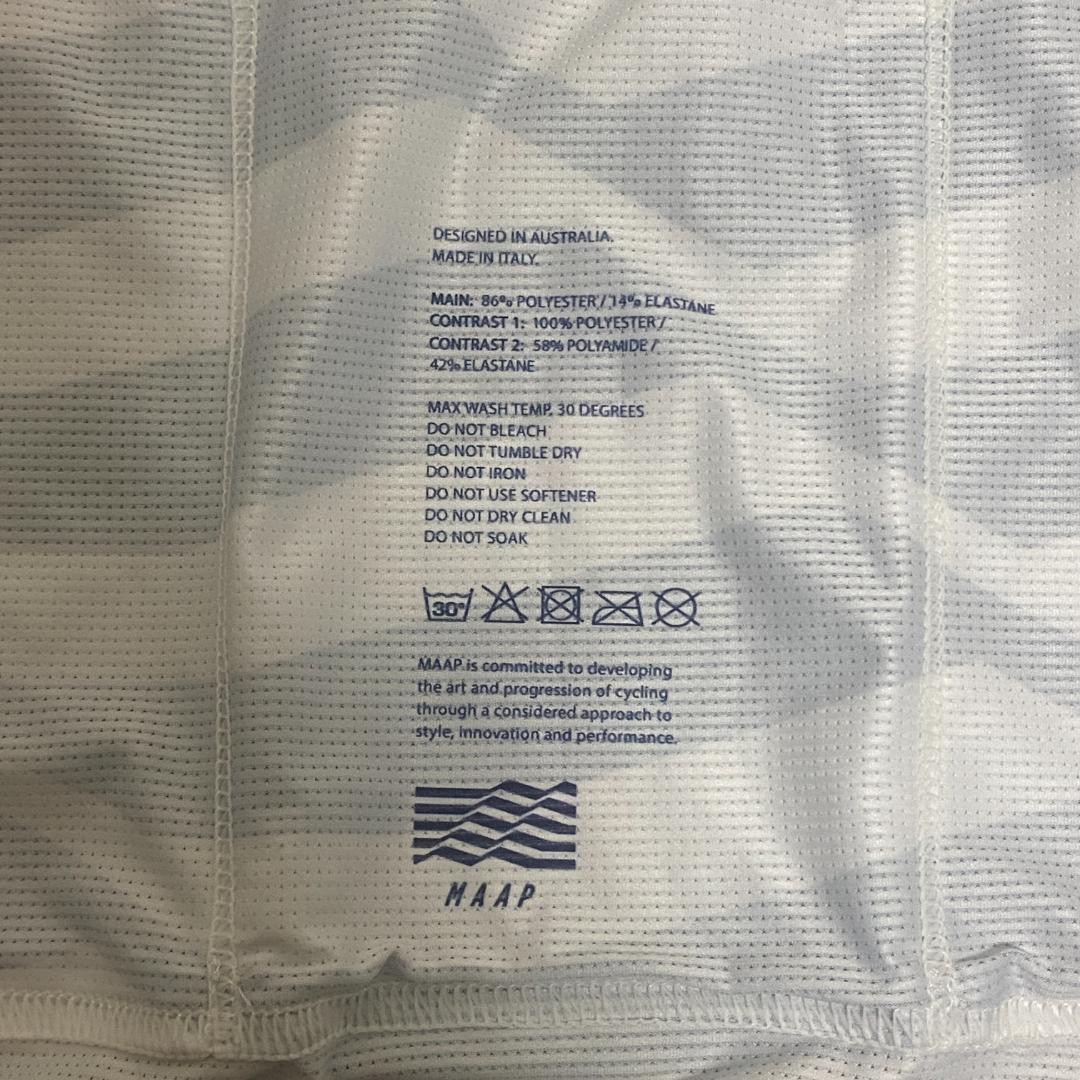 DESIGNED IN AUSTRALIA.
MADE IN ITALY.
MAIN: 86% POLYESTER / 14% ELASTANE
CONTRAST 1: 100% POLYESTER /
CONTRAST 2: 58% POLYAMIDE /
42% ELASTANE
MAX WASH TEMP. 30 DEGREES
DO NOT BLEACH
DO NOT TUMBLE DRY
DO NOT IRON
DO NOT USE SOFTENER
DO NOT DRY CLEAN
DO NOT SOAK
30°
MAAP is committed to developing
the art and progression of cycling
through a considered approach to
style, innovation and performance.
MAAP